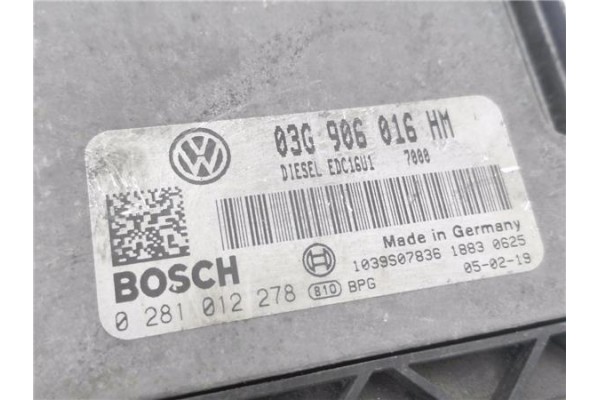 03G 906 016 HM
DIESEL EDC16U1 7000
Made in Germany
BOSCH
1039S07836 1883 0625
0 281 012 278 810 BPG 05-02-19